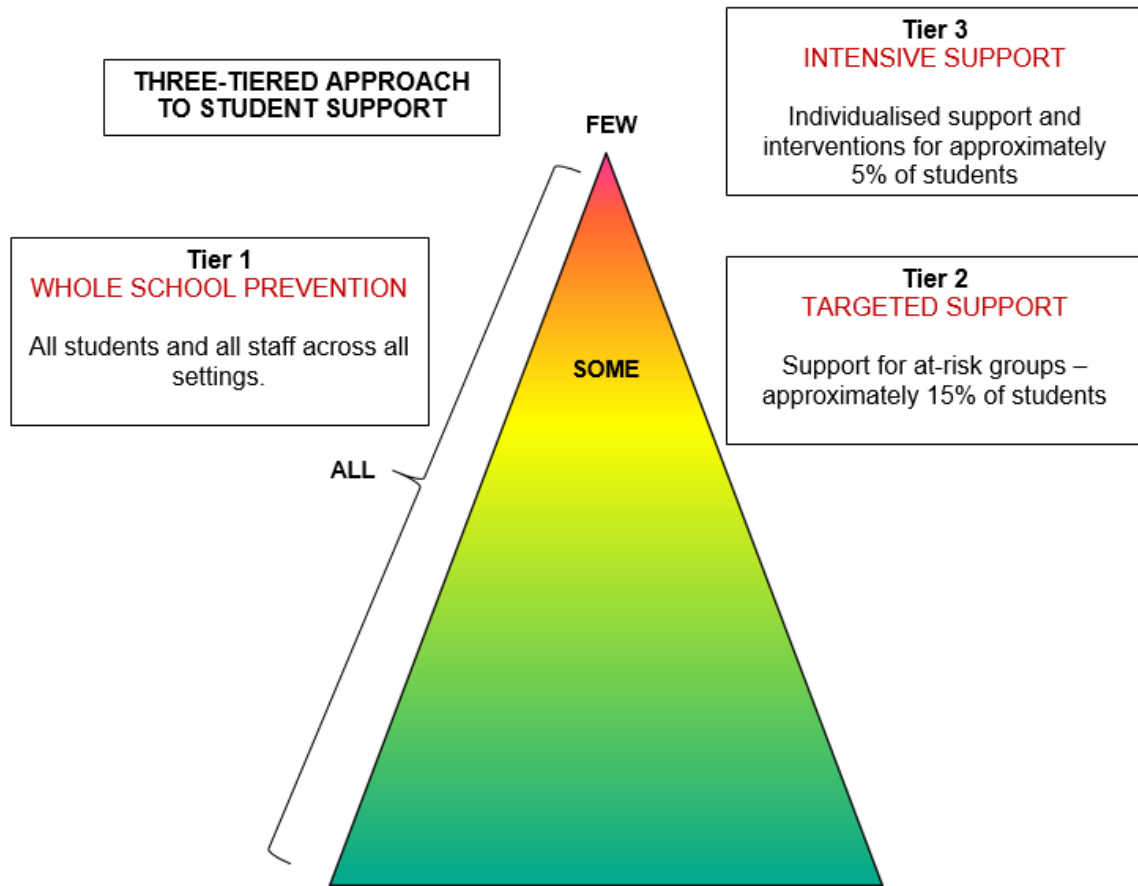 THREE-TIERED APPROACH
TO STUDENT SUPPORT
Tier 3
INTENSIVE SUPPORT
Individualised support and
interventions for approximately
5% of students
FEW
Tier 1
WHOLE SCHOOL PREVENTION
All students and all staff across all
settings.
Tier 2
TARGETED SUPPORT
Support for at-risk groups –
approximately 15% of students
SOME
ALL